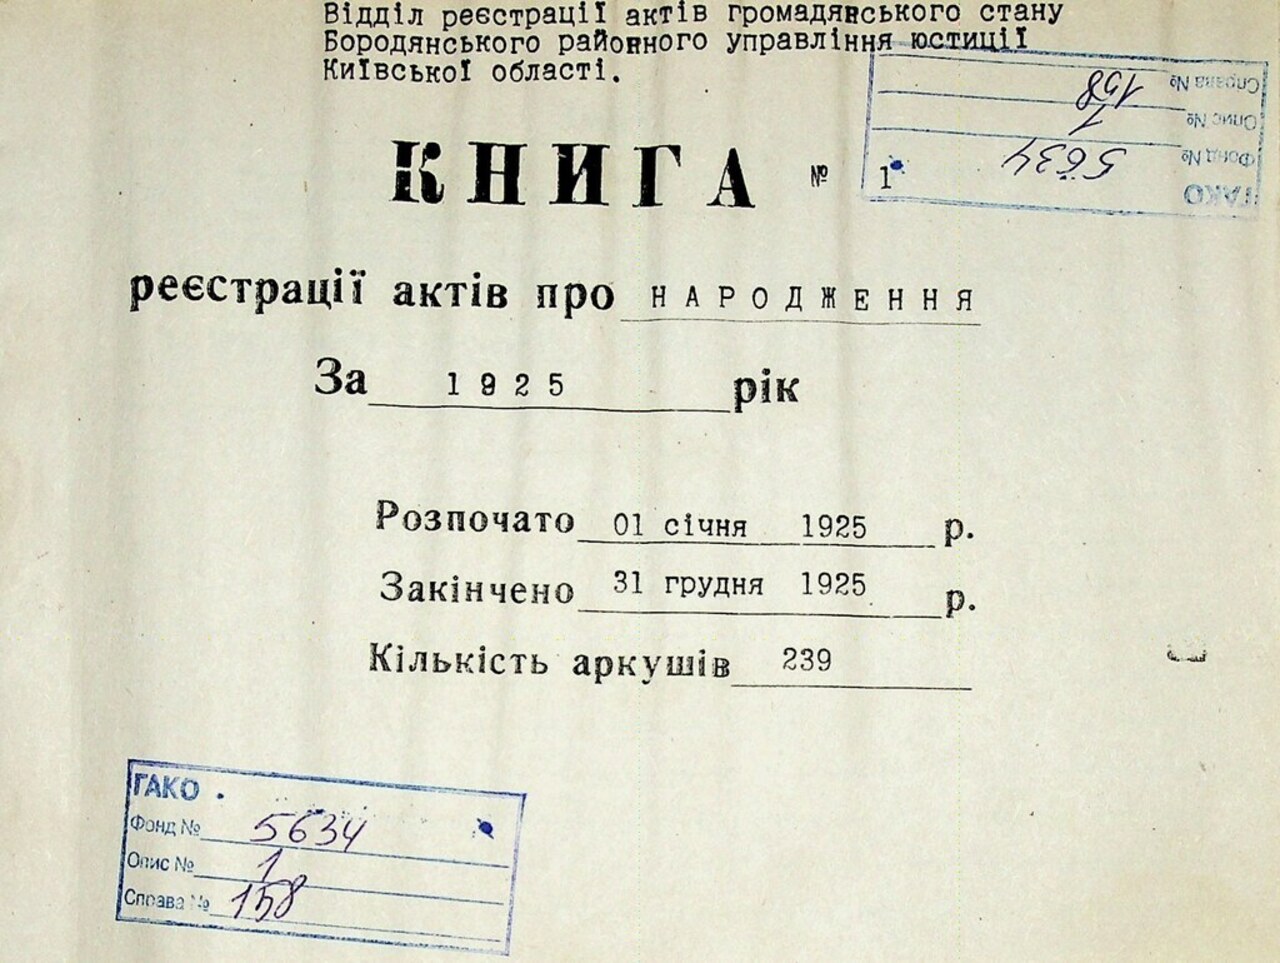 Відділ реєстрації актів громадянського стану
Бородянського районного управління юстиції
Київської області.
КНИГА № 1
реєстрації актів про НАРОДЖЕННЯ
За 1925 рік
Розпочато 01 січня 1925 р.
Закінчено 31 грудня 1925 р.
Кількість аркушів 239
ГАКО
Фонд № 5634
Опис № 1
Справа № 158
ГАКО
Фонд № 5634
Опис № 1
Справа № 158